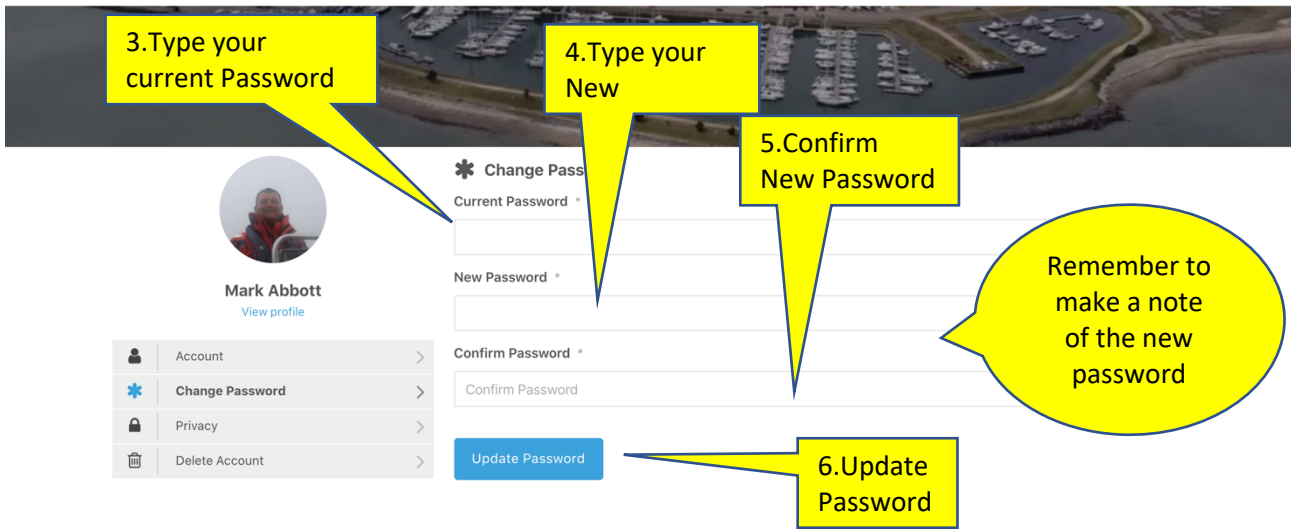 3.Type your
current Password
4.Type your
New
5.Confirm
New Password
Mark Abbott
View profile
Account
Change Password
Privacy
Delete Account
Change Pass
Current Password *
New Password *
Confirm Password *
Confirm Password
Update Password
Remember to
make a note
of the new
password
6.Update
Password